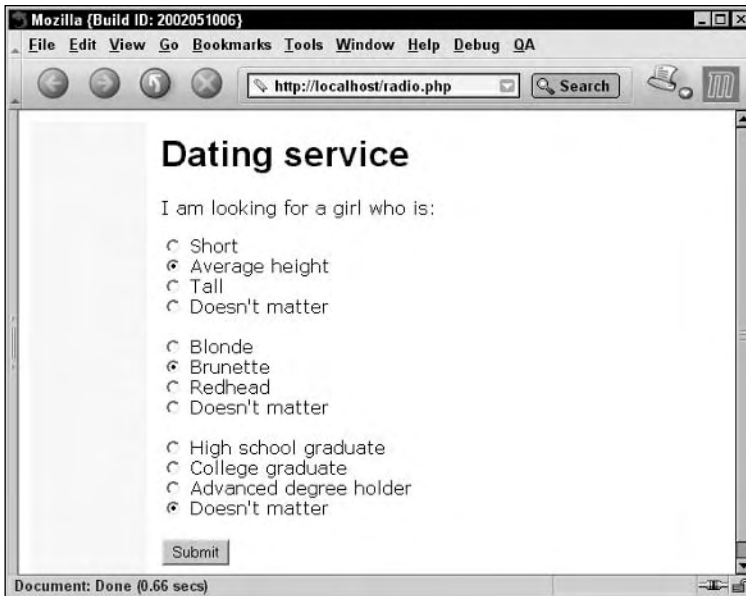 Mozilla {Build ID: 2002051006}
File Edit View Go Bookmarks Tools Window Help Debug QA
http://localhost/radio.php Search
Dating service
I am looking for a girl who is:
Short
Average height
Tall
Doesn't matter
Blonde
Brunette
Redhead
Doesn't matter
High school graduate
College graduate
Advanced degree holder
Doesn't matter
Submit
Document: Done (0.66 secs)